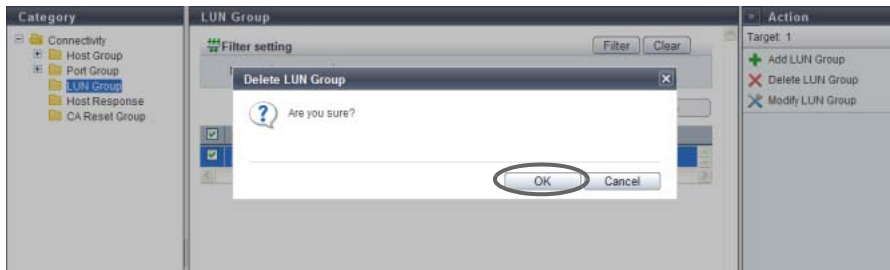 Category
Connectivity
Host Group
Port Group
LUN Group
Host Response
CA Reset Group
LUN Group
Filter setting
Filter
Clear
Delete LUN Group
Are you sure?
OK
Cancel
Action
Target: 1
Add LUN Group
Delete LUN Group
Modify LUN Group